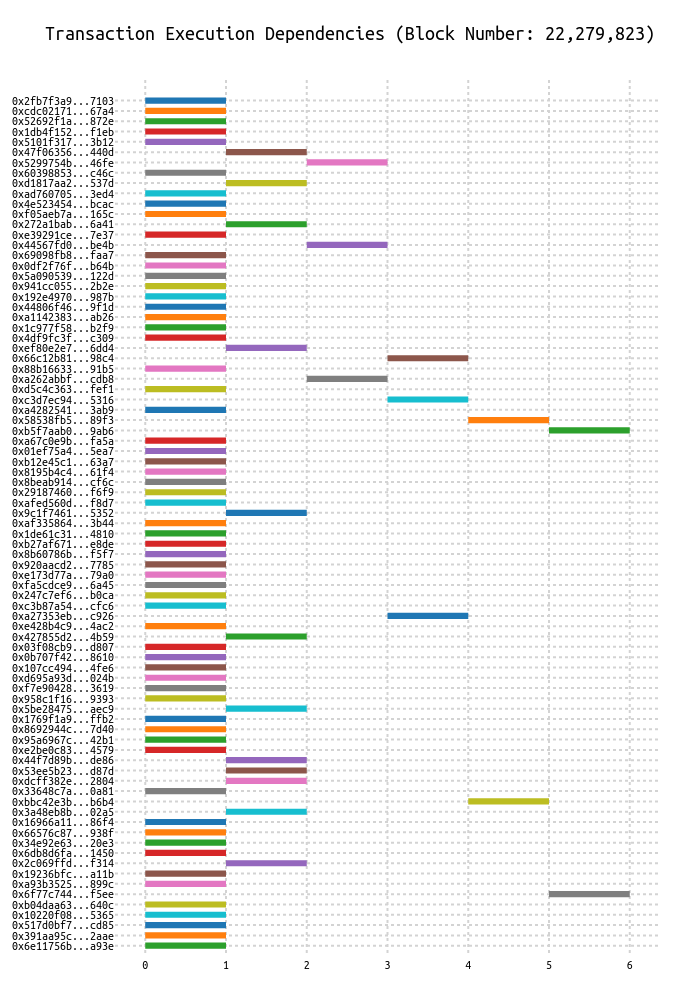 Transaction Execution Dependencies (Block Number: 22,279,823)
0x2fb7f3a9...7103
0xcdc02171...67a4
0x52692f1a...872e
0x1db4f152...f1eb
0x5101f317...3b12
0x47f06356...440d
0x5299754b...46fe
0x60398853...c46c
0xd1817aa2...537d
0xad760705...3ed4
0x4e523454...bcac
0xf05aeb7a...165c
0x272a1bab...6a41
0xe39291ce...7e37
0x44567fd0...be4b
0x69098fb8...faa7
0x0df2f76f...b64b
0x5a090539...122d
0x941cc055...2b2e
0x192e4970...987b
0x44806f46...9f1d
0xa1142383...ab26
0x1c977f58...b2f9
0x4df9fc3f...c309
0xef80e2e7...6dd4
0x66c12b81...98c4
0x88b16633...91b5
0xa262abbf...cdb8
0xd5c4c363...fef1
0xc3d7ec94...5316
0xa4282541...3ab9
0x58538fb5...89f3
0xb5f7aab0...9ab6
0xa67c0e9b...fa5a
0x01ef75a4...5ea7
0xb12e45c1...63a7
0x8195b4c4...61f4
0x8beab914...cf6c
0x29187460...f6f9
0xafed560d...f8d7
0x9c1f7461...5352
0xaf335864...3b44
0x1de61c31...4810
0xb27af671...e8de
0x8b60786b...f5f7
0x920aacd2...7785
0xe173d77a...79a0
0xfa5cdce9...6a45
0x247c7ef6...b0ca
0xc3b87a54...cfc6
0xa27353eb...c926
0xe428b4c9...4ac2
0x427855d2...4b59
0x03f08cb9...d807
0x0b707f42...8610
0x107cc494...4fe6
0xd695a93d...024b
0xf7e90428...3619
0x958c1f16...9393
0x5be28475...aec9
0x1769f1a9...ffb2
0x8692944c...7d40
0x95a6967c...42b1
0xe2be0c83...4579
0x44f7d89b...de86
0x53ee5b23...d87d
0xdcff382e...2804
0x33648c7a...0a81
0xbbc42e3b...b6b4
0x3a48eb8b...02a5
0x16966a11...86f4
0x66576c87...938f
0x34e92e63...20e3
0x6db8d6fa...1450
0x2c069ffd...f314
0x19236bfc...a11b
0xa93b3525...899c
0x6f77c744...f5ee
0xb04daa63...640c
0x10220f08...5365
0x517d0bf7...cd85
0x391aa95c...2aae
0x6e11756b...a93e
0 1 2 3 4 5 6